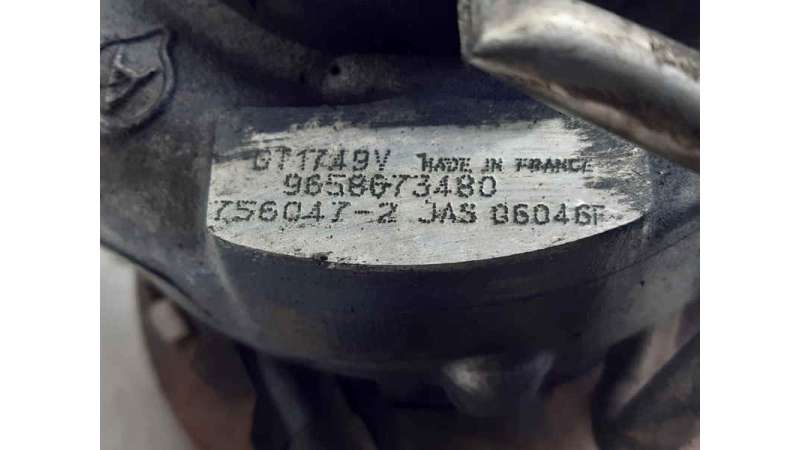 GT1749V MADE IN FRANCE
9658673480
756047-2 JAS 06046F